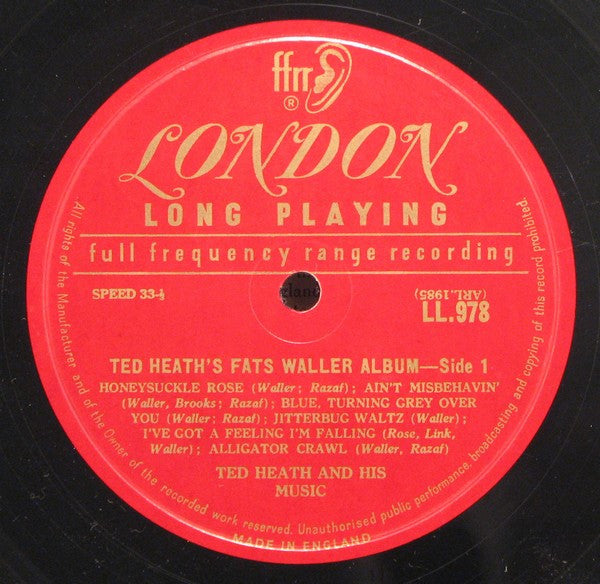 ffrr
®
LONDON
LONG PLAYING
full frequency range recording
SPEED 33-⅓
(ARL.1985)
LL.978
TED HEATH'S FATS WALLER ALBUM—Side 1
HONEYSUCKLE ROSE (Waller; Razaf); AIN'T MISBEHAVIN'
(Waller, Brooks; Razaf); BLUE, TURNING GREY OVER
YOU (Waller; Razaf); JITTERBUG WALTZ (Waller);
I'VE GOT A FEELING I'M FALLING (Rose, Link,
Waller); ALLIGATOR CRAWL (Waller, Razaf)
TED HEATH AND HIS
MUSIC
All rights of the Manufacturer and of the Owner of the recorded work reserved. Unauthorised public performance, broadcasting and copying of this record prohibited.
MADE IN ENGLAND